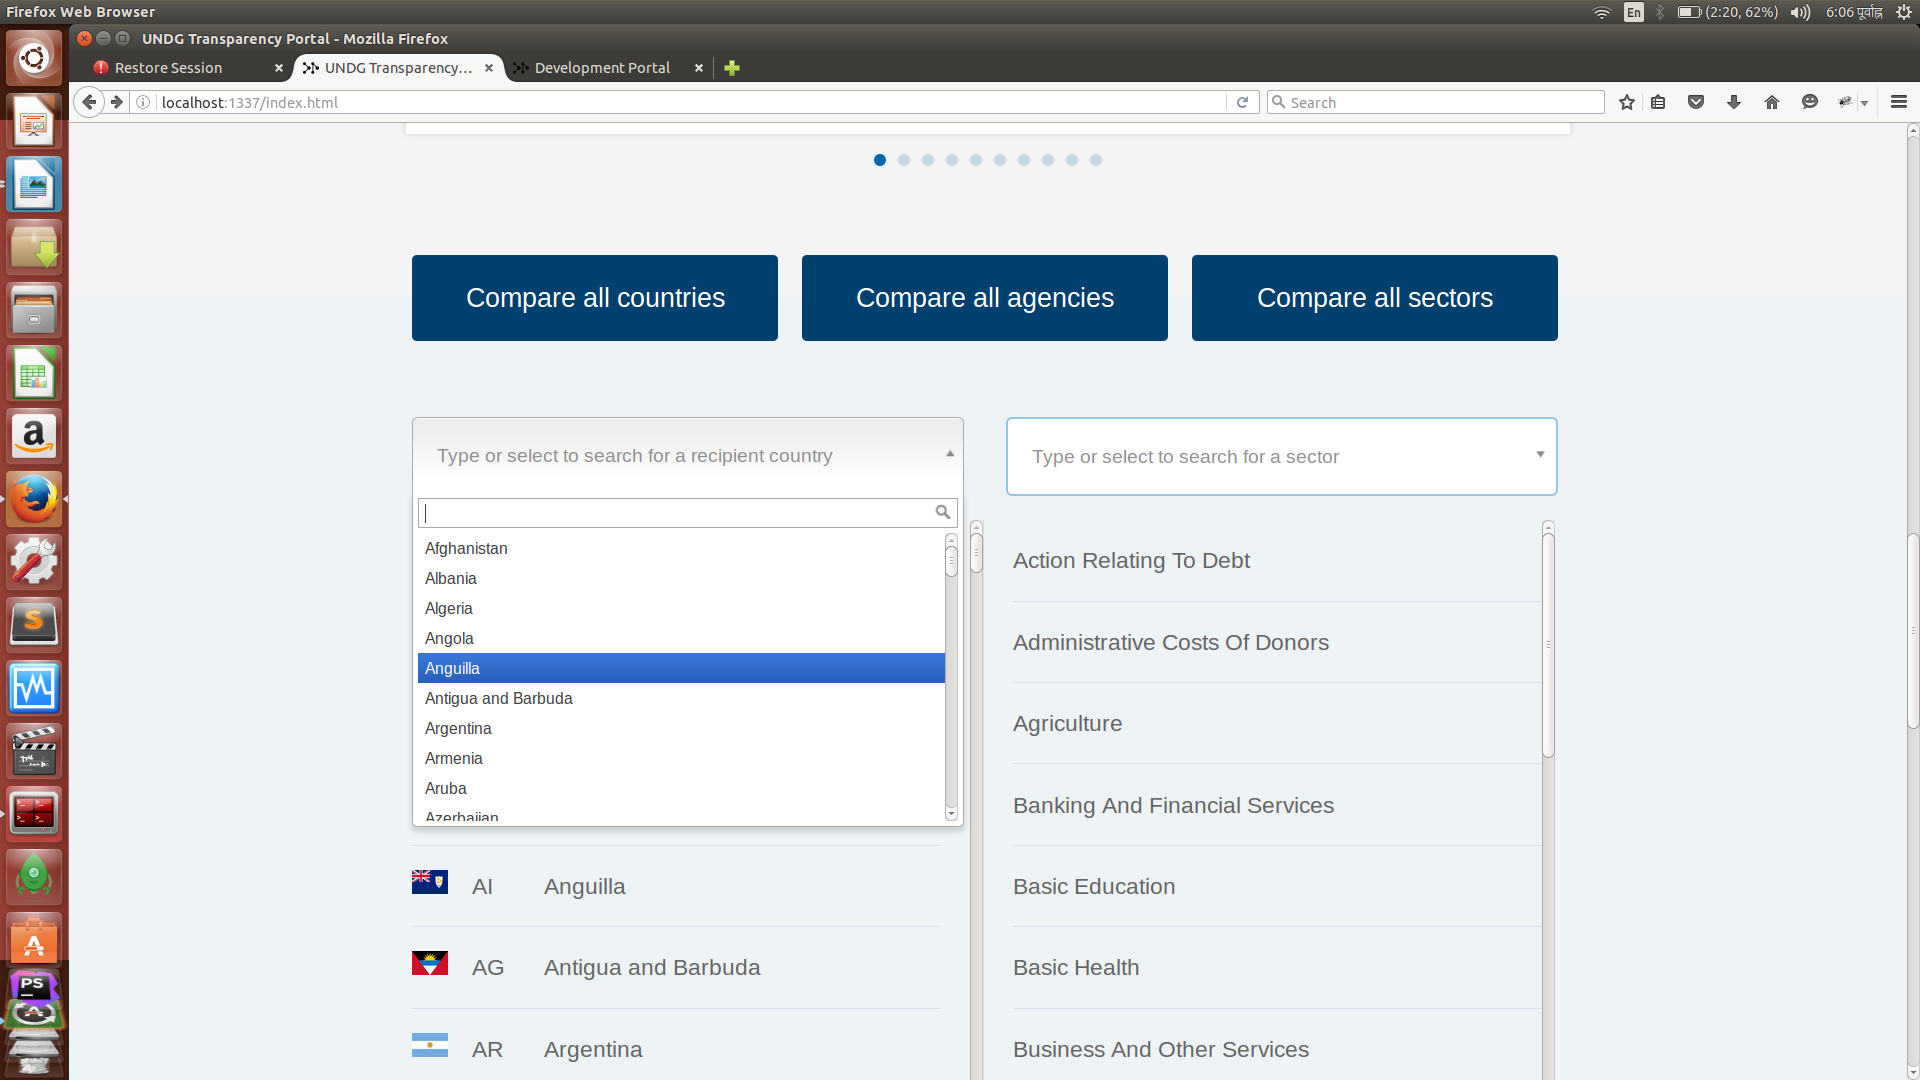 Firefox Web Browser
En
(2:20, 62%)
6:06 पूर्वाह्न
UNDG Transparency Portal - Mozilla Firefox
Restore Session
UNDG Transparency...
Development Portal
localhost:1337/index.html
Search
Compare all countries
Compare all agencies
Compare all sectors
Type or select to search for a recipient country
Type or select to search for a sector
Afghanistan
Albania
Algeria
Angola
Anguilla
Antigua and Barbuda
Argentina
Armenia
Aruba
Azerbaijan
AI Anguilla
AG Antigua and Barbuda
AR Argentina
Action Relating To Debt
Administrative Costs Of Donors
Agriculture
Banking And Financial Services
Basic Education
Basic Health
Business And Other Services
a
S
PS